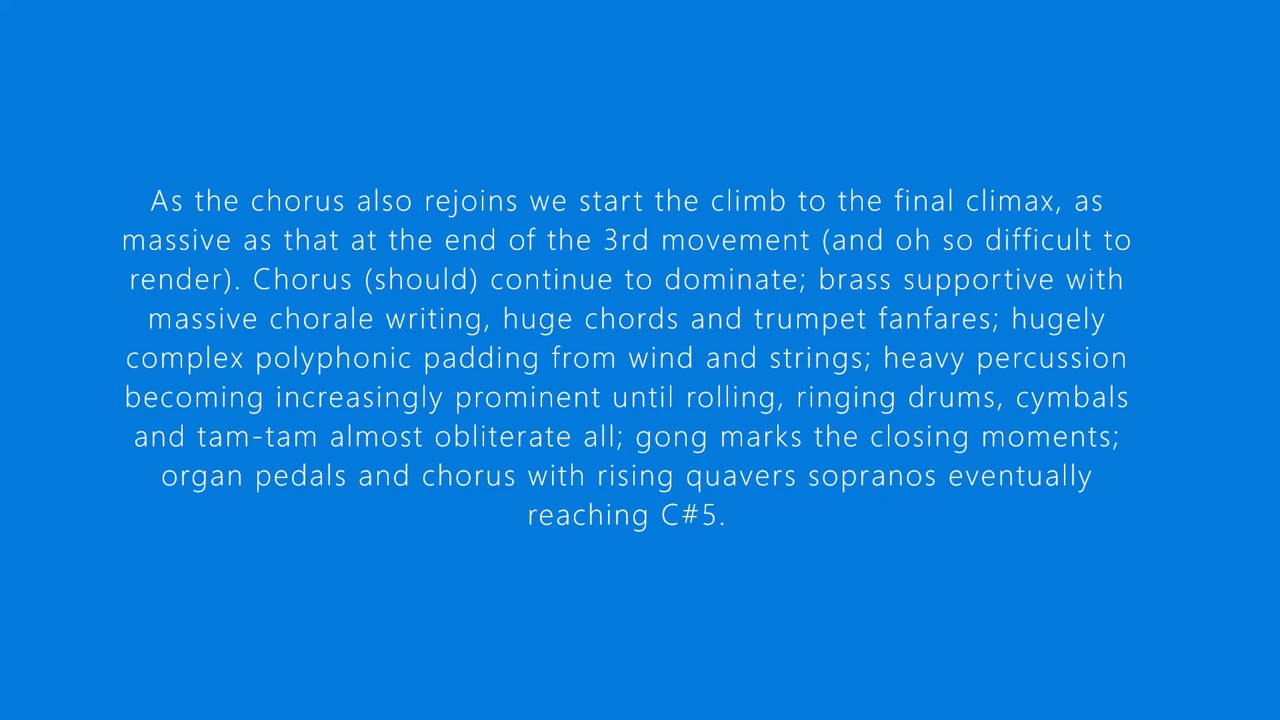 As the chorus also rejoins we start the climb to the final climax, as
massive as that at the end of the 3rd movement (and oh so difficult to
render). Chorus (should) continue to dominate; brass supportive with
massive chorale writing, huge chords and trumpet fanfares; hugely
complex polyphonic padding from wind and strings; heavy percussion
becoming increasingly prominent until rolling, ringing drums, cymbals
and tam-tam almost obliterate all; gong marks the closing moments;
organ pedals and chorus with rising quavers sopranos eventually
reaching C#5.